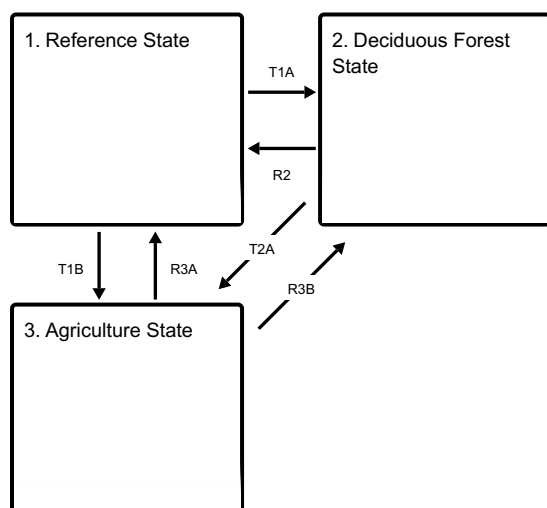 1. Reference State
2. Deciduous Forest
State
T1A
R2
T1B
R3A
T2A
R3B
3. Agriculture State